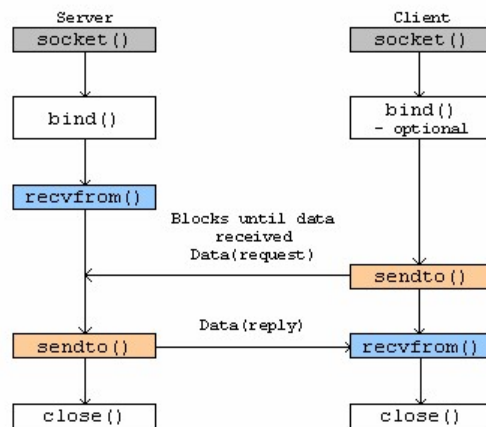 Server
Client
socket()
socket()
bind()
bind()
- optional
recvfrom()
Blocks until data
received
Data(request)
sendto()
Data(reply)
sendto()
recvfrom()
close()
close()